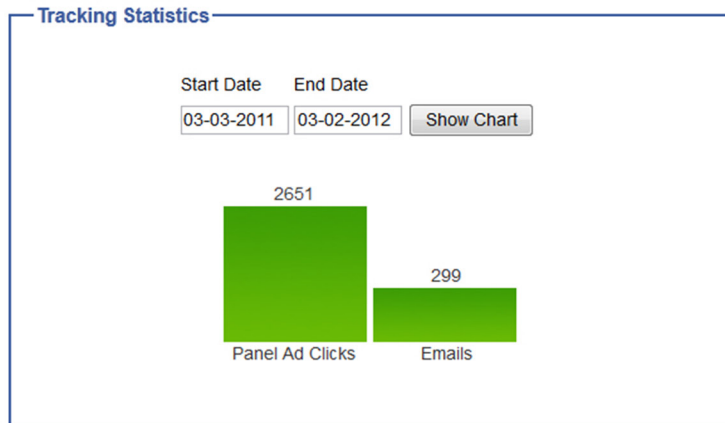 Tracking Statistics
Start Date End Date
03-03-2011 03-02-2012 Show Chart
2651
299
Panel Ad Clicks Emails